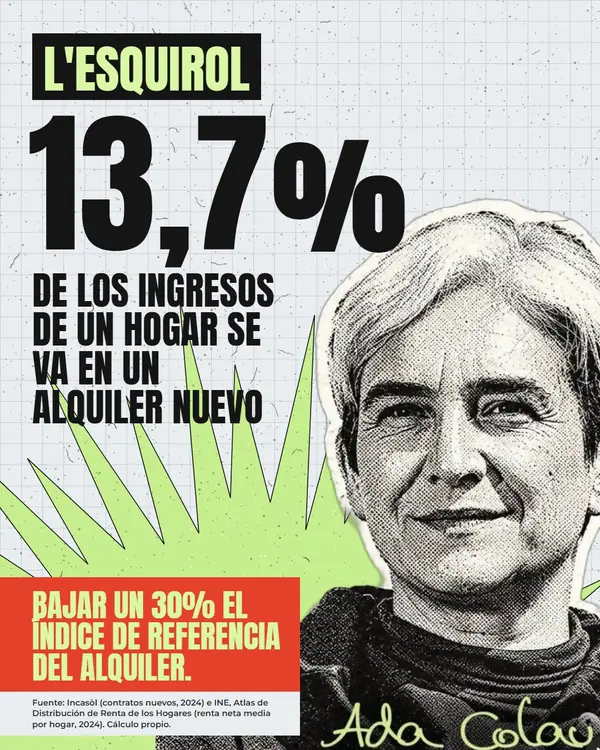 L'ESQUIROL
13,7%
DE LOS INGRESOS
DE UN HOGAR SE
VA EN UN
ALQUILER NUEVO
BAJAR UN 30% EL
ÍNDICE DE REFERENCIA
DEL ALQUILER.
Fuente: Incasòl (contratos nuevos, 2024) e INE, Atlas de
Distribución de Renta de los Hogares (renta neta media
por hogar, 2024). Cálculo propio.
Ada Colau